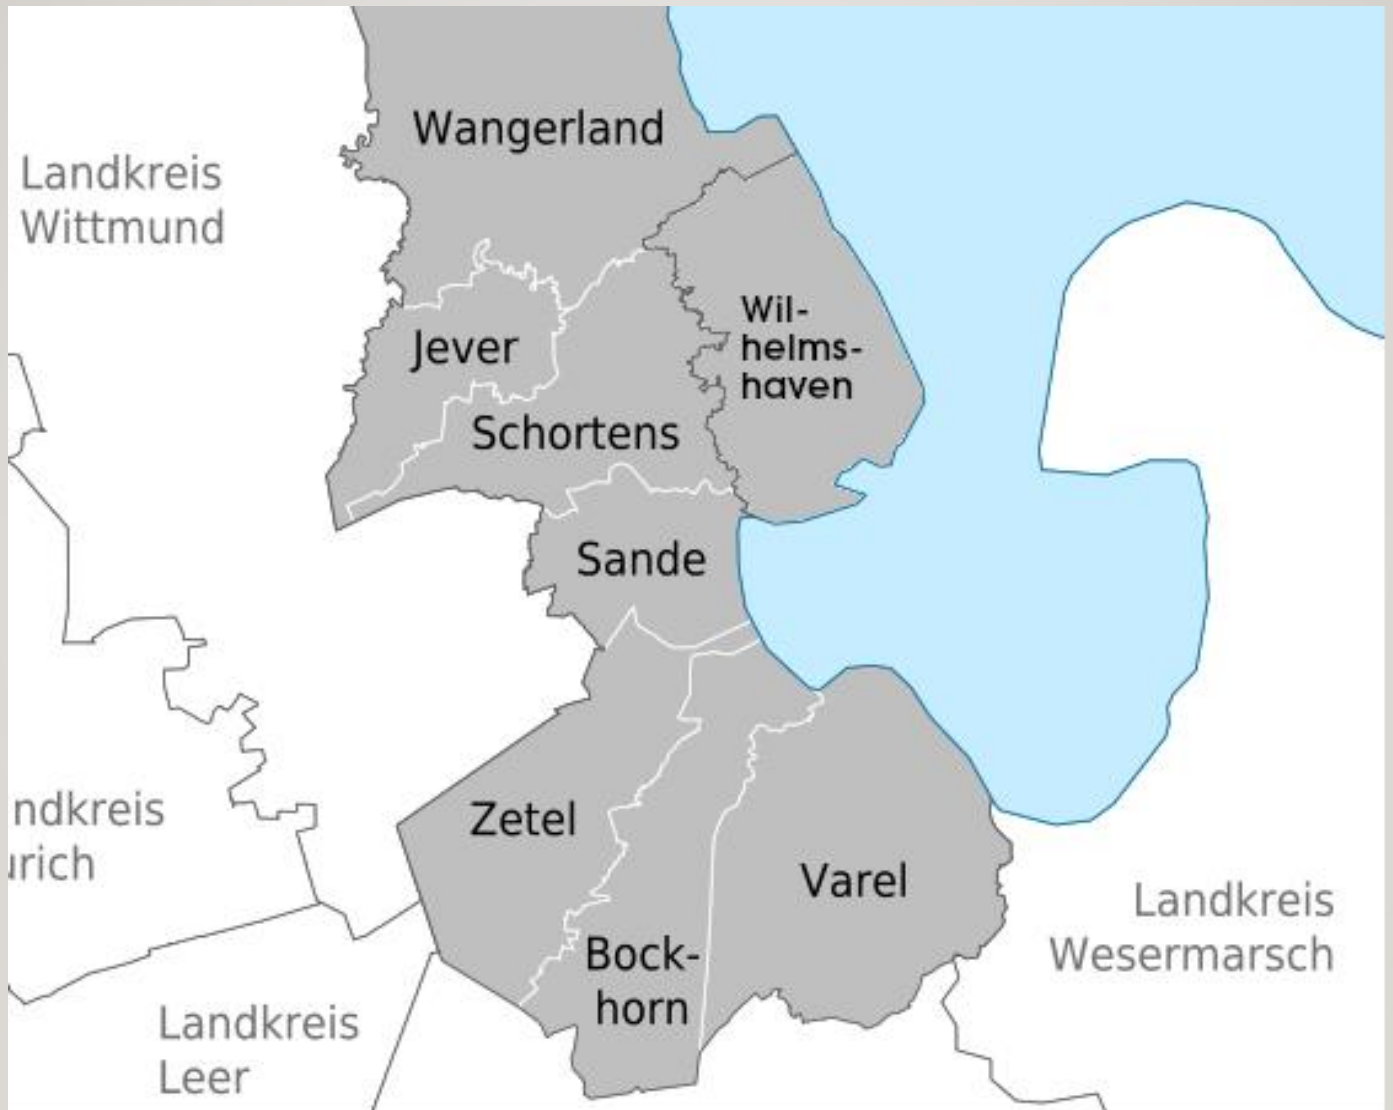 Wangerland
Landkreis
Wittmund
Wil-
helms-
haven
Jever
Schortens
Sande
ndkreis
urich
Zetel
Varel
Landkreis
Wesermarsch
Bock-
horn
Landkreis
Leer